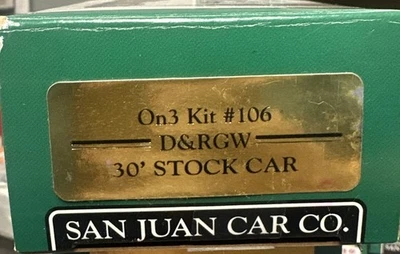 On3 Kit #106
D&RGW
30' STOCK CAR
SAN JUAN CAR CO.